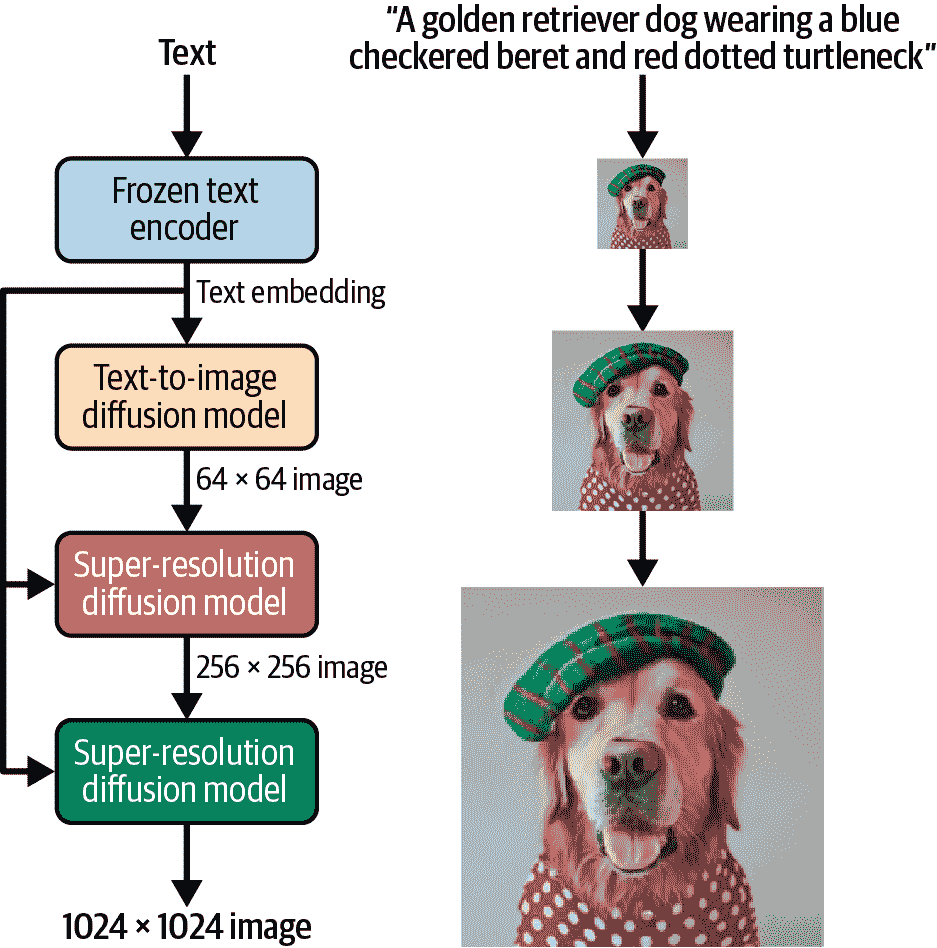 Text
"A golden retriever dog wearing a blue
checkered beret and red dotted turtleneck"
Frozen text
encoder
Text embedding
Text-to-image
diffusion model
64 × 64 image
Super-resolution
diffusion model
256 × 256 image
Super-resolution
diffusion model
1024 × 1024 image